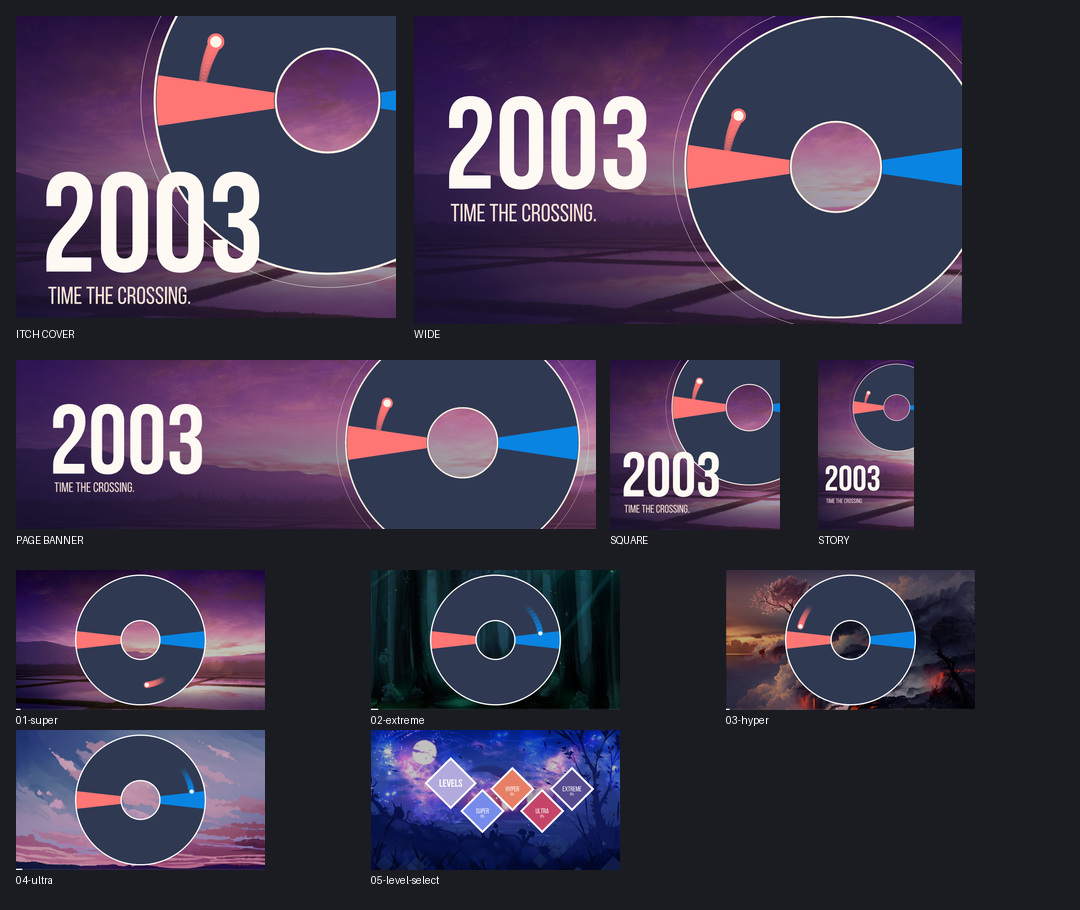 2003
TIME THE CROSSING.
ITCH COVER
2003
TIME THE CROSSING.
WIDE
2003
TIME THE CROSSING.
PAGE BANNER
2003
TIME THE CROSSING.
SQUARE
2003
TIME THE CROSSING.
STORY
01-super
02-extreme
03-hyper
04-ultra
LEVELS
HYPER
EXTREME
SUPER
ULTRA
05-level-select